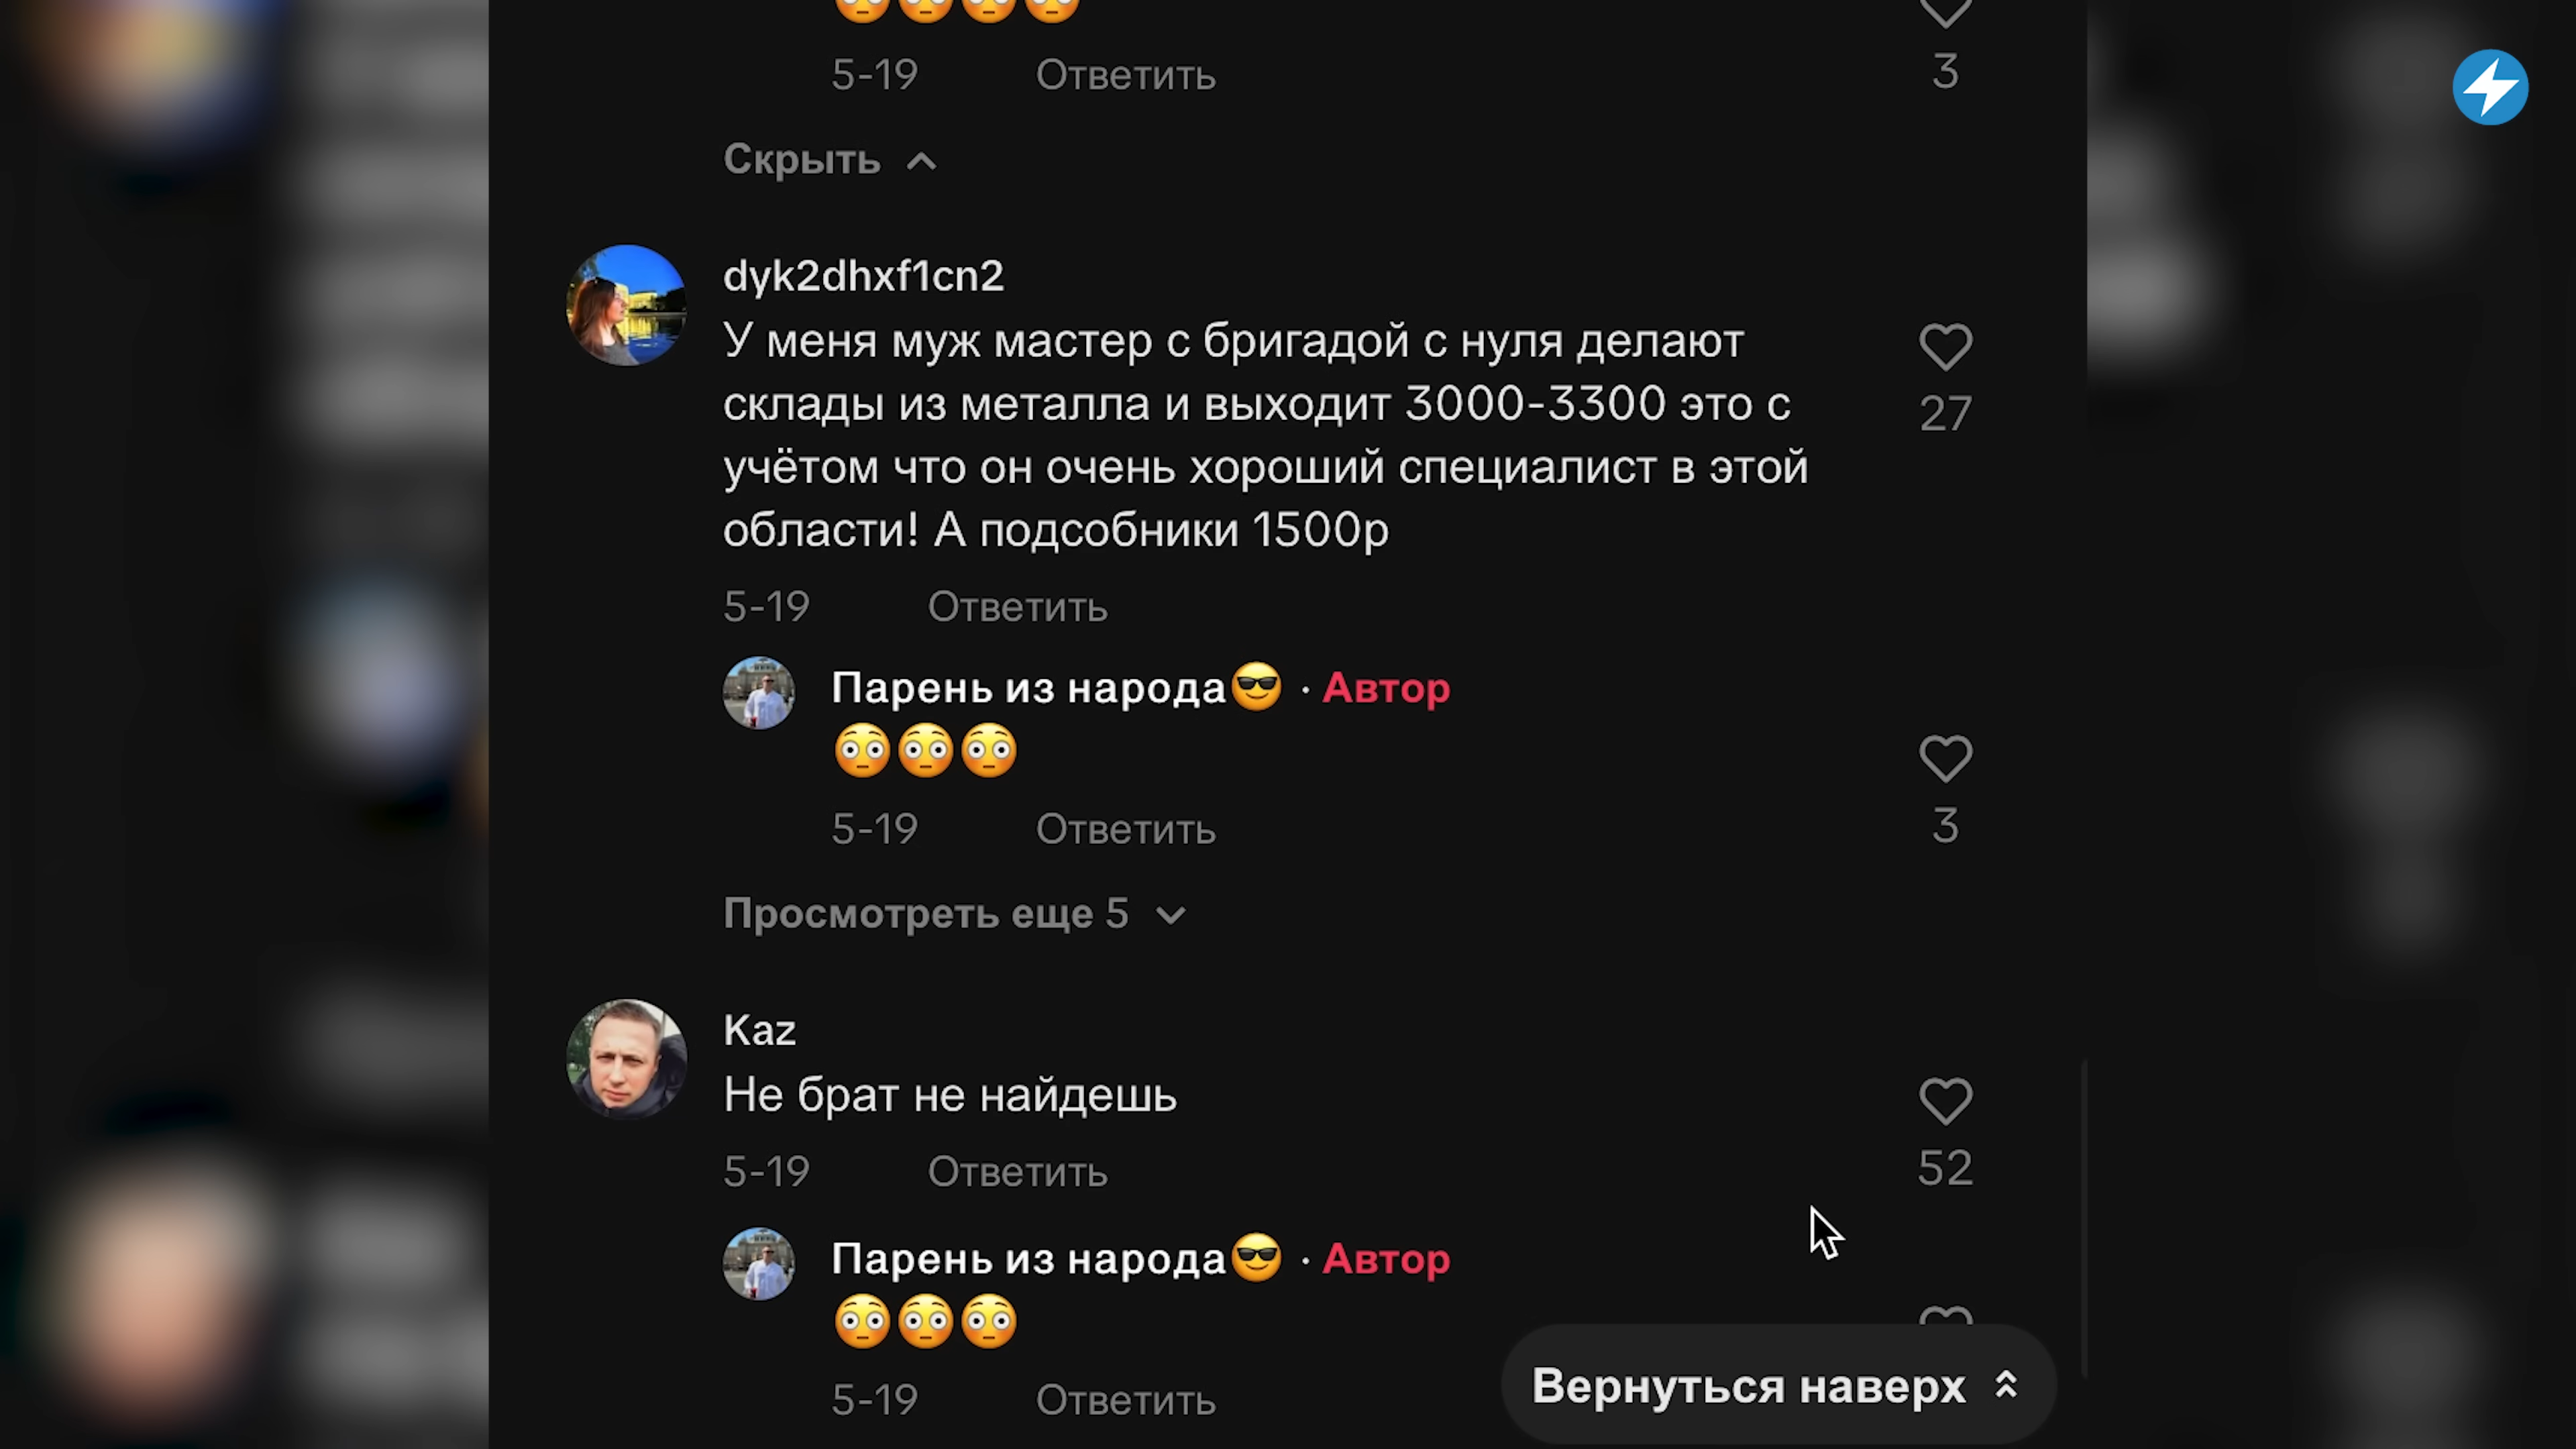 5-19 Ответить
3
Скрыть
dyk2dhxf1cn2
У меня муж мастер с бригадой с нуля делают
склады из металла и выходит 3000-3300 это с
учётом что он очень хороший специалист в этой
области! А подсобники 1500р
27
5-19 Ответить
Парень из народа😎 · Автор
😳😳😳
5-19 Ответить
3
Просмотреть еще 5
Kaz
Не брат не найдешь
5-19 Ответить
52
Парень из народа😎 · Автор
😳😳😳
5-19 Ответить
Вернуться наверх